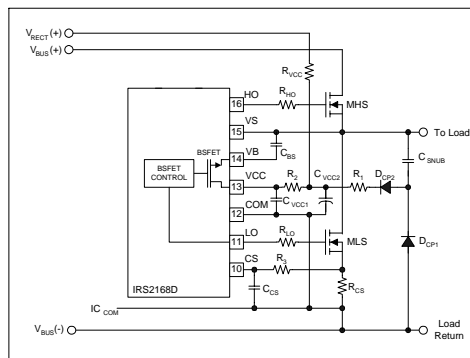 V_RECT (+)
V_BUS (+)
R_VCC
HO
16
R_HO
MHS
VS
15
To Load
BSFET
VB
14
C_BS
C_VCC2
C_SNUB
BSFET CONTROL
VCC
13
R_2
R_1
D_CP2
COM
12
C_VCC1
LO
11
R_LO
MLS
D_CP1
CS
10
R_3
IRS2168D
C_CS
R_CS
IC_COM
V_BUS (-)
Load
Return